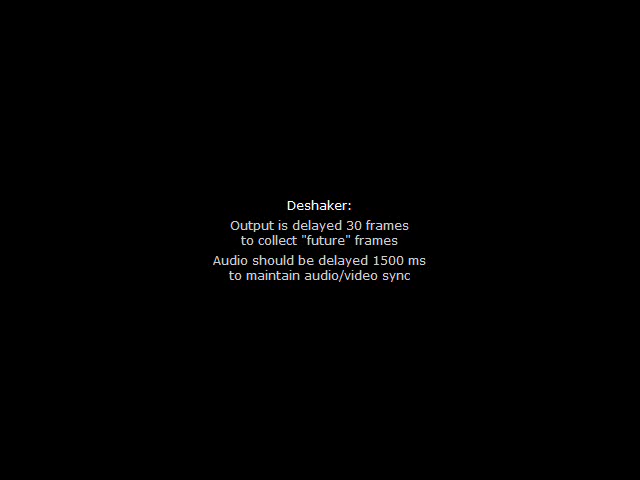 Deshaker:
Output is delayed 30 frames
to collect "future" frames
Audio should be delayed 1500 ms
to maintain audio/video sync